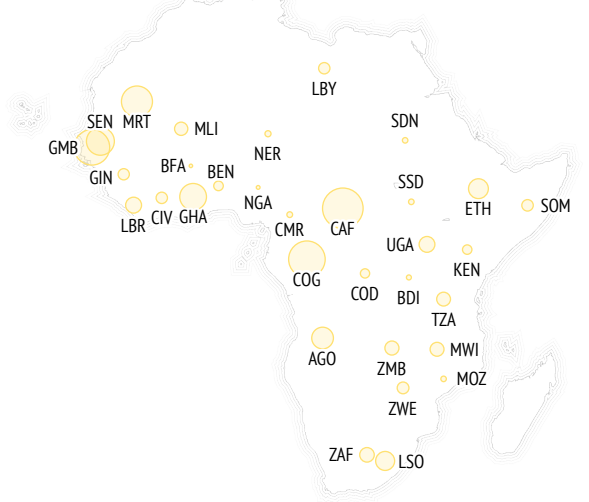 LBY
SEN
MRT
MLI
SDN
GMB
NER
BFA
BEN
GIN
SSD
NGA
ETH
SOM
LBR
CIV
GHA
CMR
CAF
UGA
KEN
COG
COD
BDI
TZA
AGO
MWI
ZMB
MOZ
ZWE
ZAF
LSO